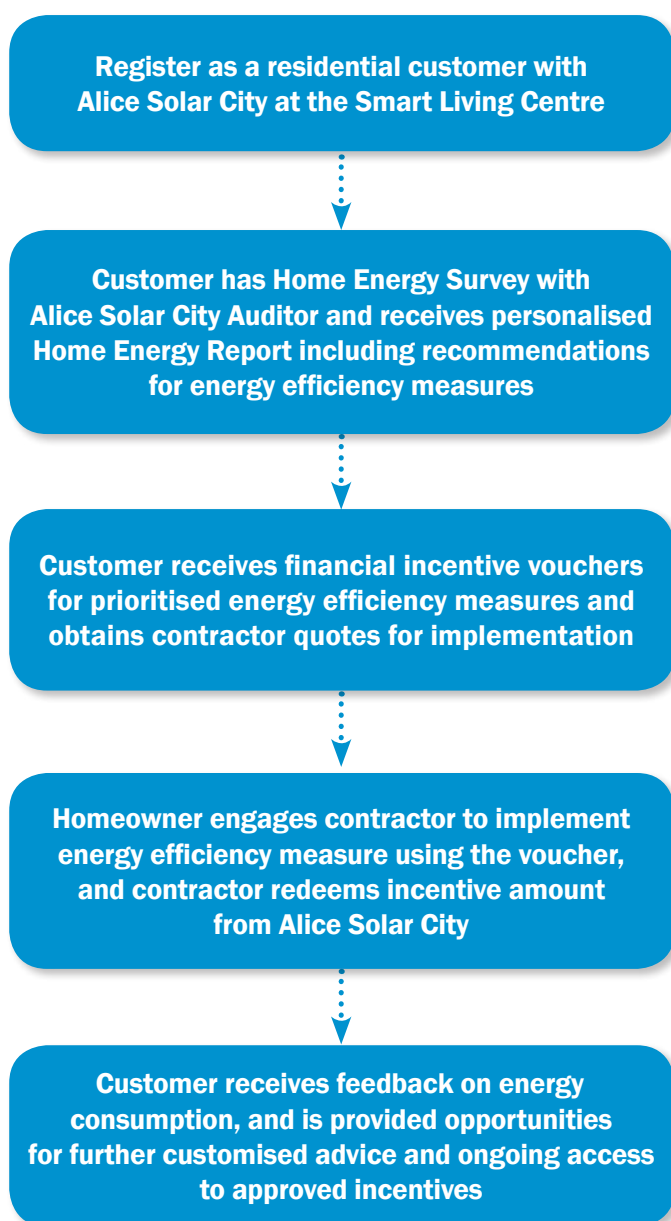 Register as a residential customer with
Alice Solar City at the Smart Living Centre
Customer has Home Energy Survey with
Alice Solar City Auditor and receives personalised
Home Energy Report including recommendations
for energy efficiency measures
Customer receives financial incentive vouchers
for prioritised energy efficiency measures and
obtains contractor quotes for implementation
Homeowner engages contractor to implement
energy efficiency measure using the voucher,
and contractor redeems incentive amount
from Alice Solar City
Customer receives feedback on energy
consumption, and is provided opportunities
for further customised advice and ongoing access
to approved incentives